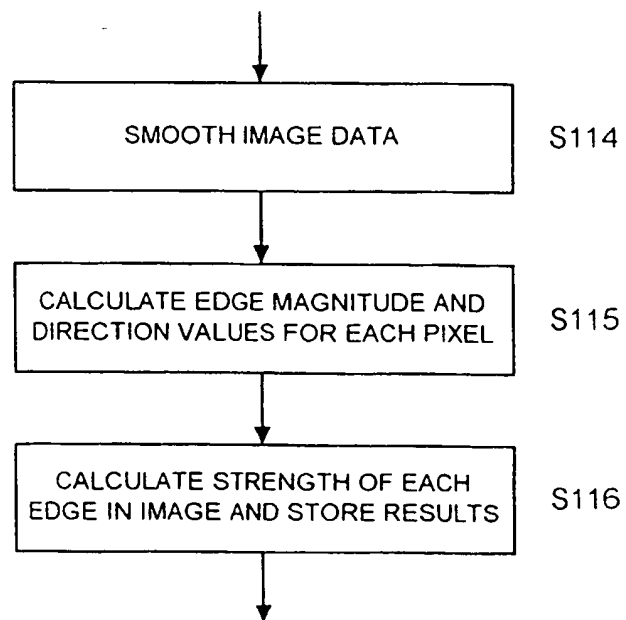 SMOOTH IMAGE DATA
S114
CALCULATE EDGE MAGNITUDE AND
DIRECTION VALUES FOR EACH PIXEL
S115
CALCULATE STRENGTH OF EACH
EDGE IN IMAGE AND STORE RESULTS
S116